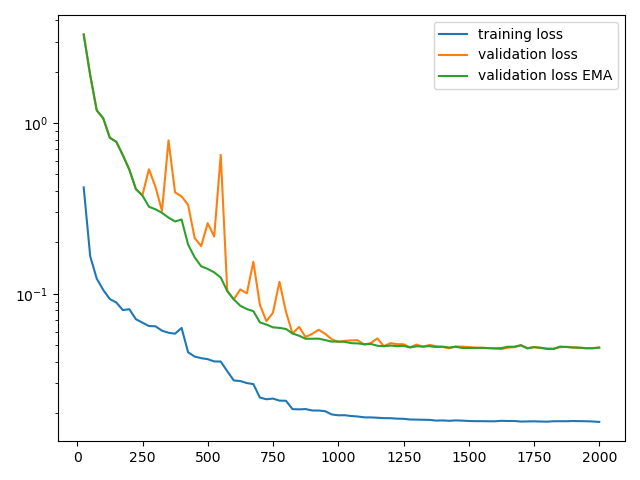 training loss
validation loss
validation loss EMA
10⁰
10⁻¹
0 250 500 750 1000 1250 1500 1750 2000